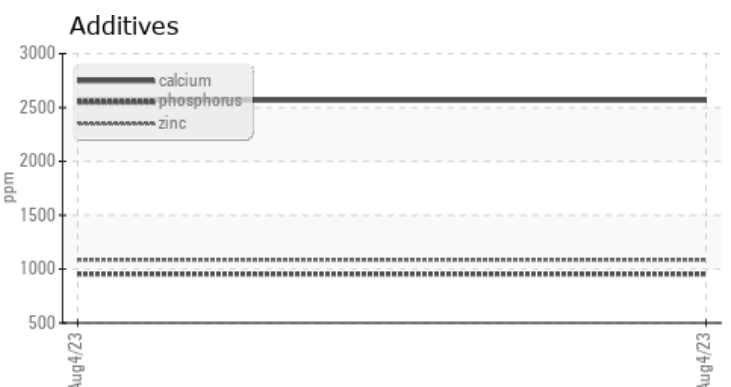 Additives
3000
calcium
2500
phosphorus
zinc
2000
ppm
1500
1000
500
Aug4/23
Aug4/23